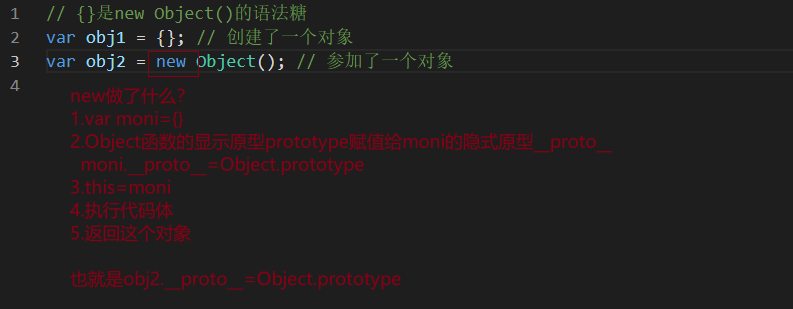 1 // {}是new Object()的语法糖
2 var obj1 = {}; // 创建了一个对象
3 var obj2 = new Object(); // 参加了一个对象
4
new做了什么?
1.var moni={}
2.Object函数的显示原型prototype赋值给moni的隐式原型__proto__
moni.__proto__=Object.prototype
3.this=moni
4.执行代码体
5.返回这个对象
也就是obj2.__proto__=Object.prototype